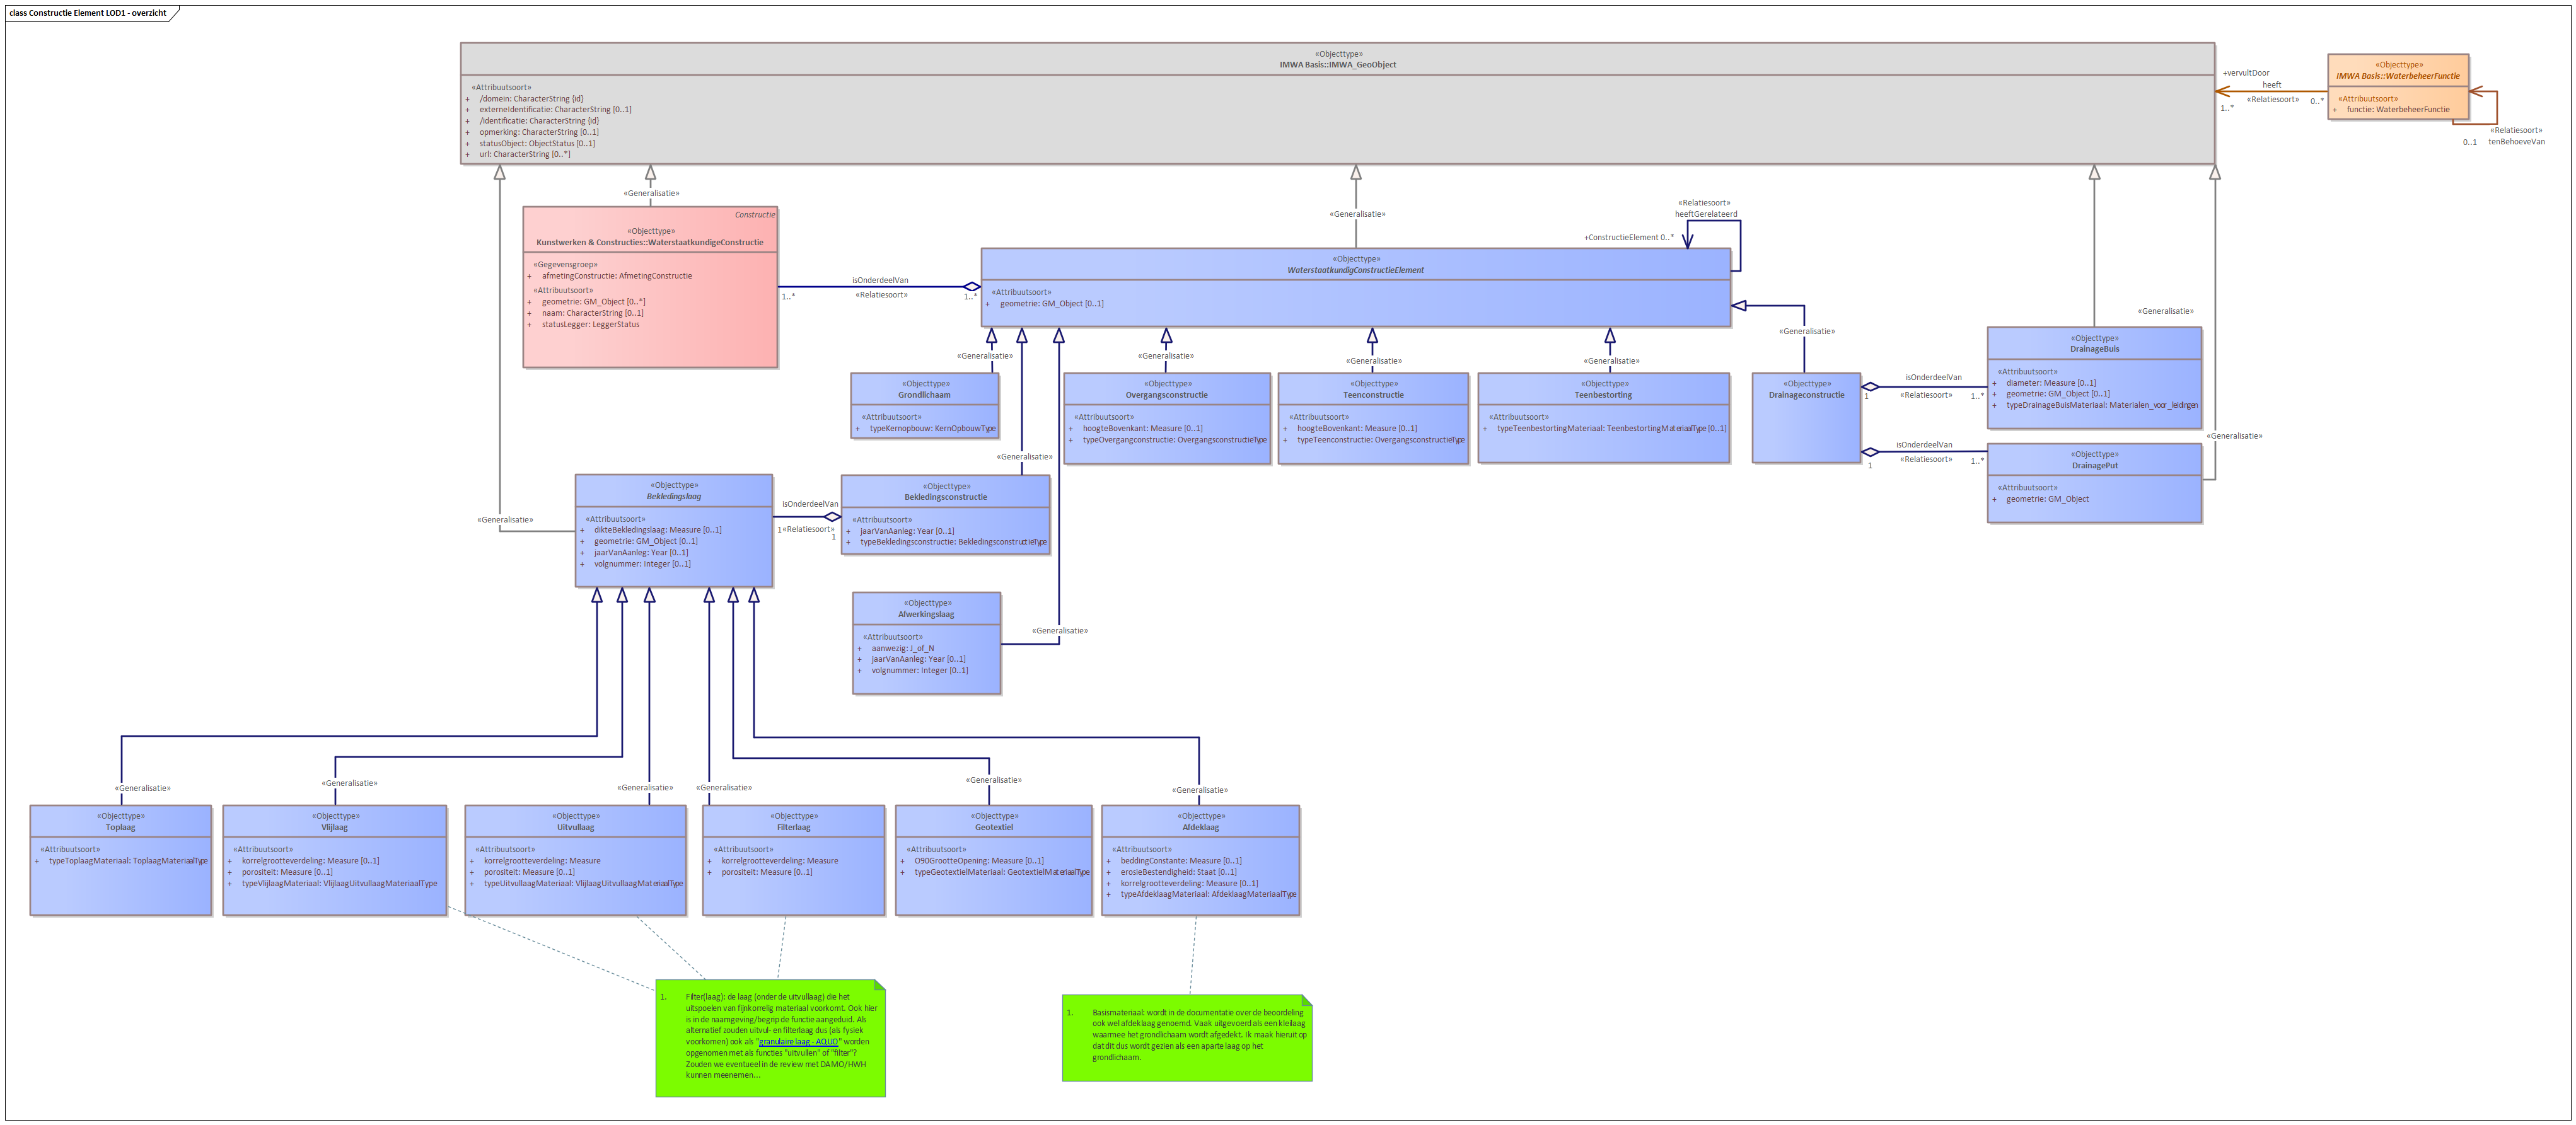 class Constructie Element LOD1 - overzicht
«Objecttype»
IMWA Basis::IMWA_GeoObject
«Attribuutsoort»
+ /domein: CharacterString {id}
+ externeIdentificatie: CharacterString [0..1]
+ /identificatie: CharacterString {id}
+ opmerking: CharacterString [0..1]
+ statusObject: ObjectStatus [0..1]
+ url: CharacterString [0..*]
+vervultDoor
heeft
«Relatiesoort»
0..*
1..*
«Objecttype»
IMWA Basis::WaterbeheerFunctie
«Attribuutsoort»
+ functie: WaterbeheerFunctie
«Relatiesoort»
0..1 tenBehoeveVan
«Generalisatie»
«Generalisatie»
Constructie
«Objecttype»
Kunstwerken & Constructies::WaterstaatkundigeConstructie
«Gegevensgroep»
+ afmetingConstructie: AfmetingConstructie
«Attribuutsoort»
+ geometrie: GM_Object [0..*]
+ naam: CharacterString [0..1]
+ statusLegger: LeggerStatus
isOnderdeelVan
1..*
«Relatiesoort»
1..*
«Relatiesoort»
heeftGerelateerd
+ConstructieElement 0..*
«Objecttype»
WaterstaatkundigConstructieElement
«Attribuutsoort»
+ geometrie: GM_Object [0..1]
«Generalisatie»
«Generalisatie»
«Generalisatie»
«Generalisatie»
«Generalisatie»
«Generalisatie»
«Objecttype»
Grondlichaam
«Attribuutsoort»
+ typeKernopbouw: KernOpbouwType
«Objecttype»
Overgangsconstructie
«Attribuutsoort»
+ hoogteBovenkant: Measure [0..1]
+ typeOvergangconstructie: OvergangsconstructieType
«Objecttype»
Teenconstructie
«Attribuutsoort»
+ hoogteBovenkant: Measure [0..1]
+ typeTeenconstructie: OvergangsconstructieType
«Objecttype»
Teenbestorting
«Attribuutsoort»
+ typeTeenbestortingMateriaal: TeenbestortingMateriaalType [0..1]
«Objecttype»
Drainageconstructie
isOnderdeelVan
1
«Relatiesoort»
1..*
isOnderdeelVan
1
«Relatiesoort»
1..*
«Objecttype»
DrainageBuis
«Attribuutsoort»
+ diameter: Measure [0..1]
+ geometrie: GM_Object [0..1]
+ typeDrainageBuisMateriaal: Materialen_voor_leidingen
«Generalisatie»
«Objecttype»
DrainagePut
«Attribuutsoort»
+ geometrie: GM_Object
«Generalisatie»
«Generalisatie»
«Objecttype»
Bekledingslaag
«Attribuutsoort»
+ dikteBekledingslaag: Measure [0..1]
+ geometrie: GM_Object [0..1]
+ jaarVanAanleg: Year [0..1]
+ volgnummer: Integer [0..1]
isOnderdeelVan
1 «Relatiesoort»
1
«Objecttype»
Bekledingsconstructie
«Attribuutsoort»
+ jaarVanAanleg: Year [0..1]
+ typeBekledingsconstructie: BekledingsconstructieType
«Objecttype»
Afwerkingslaag
«Attribuutsoort»
+ aanwezig: J_of_N
+ jaarVanAanleg: Year [0..1]
+ volgnummer: Integer [0..1]
«Generalisatie»
«Generalisatie»
«Generalisatie»
«Generalisatie»
«Generalisatie»
«Generalisatie»
«Generalisatie»
«Objecttype»
Toplaag
«Attribuutsoort»
+ typeToplaagMateriaal: ToplaagMateriaalType
«Objecttype»
Vlijlaag
«Attribuutsoort»
+ korrelgrootteverdeling: Measure [0..1]
+ porositeit: Measure [0..1]
+ typeVlijlaagMateriaal: VlijlaagUitvullaagMateriaalType
«Objecttype»
Uitvullaag
«Attribuutsoort»
+ korrelgrootteverdeling: Measure
+ porositeit: Measure [0..1]
+ typeUitvullaagMateriaal: VlijlaagUitvullaagMateriaalType
«Objecttype»
Filterlaag
«Attribuutsoort»
+ korrelgrootteverdeling: Measure
+ porositeit: Measure [0..1]
«Objecttype»
Geotextiel
«Attribuutsoort»
+ O90GrootteOpening: Measure [0..1]
+ typeGeotextielMateriaal: GeotextielMateriaalType
«Objecttype»
Afdeklaag
«Attribuutsoort»
+ beddingConstante: Measure [0..1]
+ erosieBestendigheid: Staat [0..1]
+ korrelgrootteverdeling: Measure [0..1]
+ typeAfdeklaagMateriaal: AfdeklaagMateriaalType
1. Filter(laag): de laag (onder de uitvullaag) die het
uitspoelen van fijnkorrelig materiaal voorkomt. Ook hier
is in de naamgeving/begrip de functie aangeduid. Als
alternatief zouden uitvul- en filterlaag dus (als fysiek
voorkomen) ook als "granulaire laag - AQUO" worden
opgenomen met als functies "uitvullen" of "filter"?
Zouden we eventueel in de review met DAMO/HWH
kunnen meenemen...
1. Basismateriaal: wordt in de documentatie over de beoordeling
ook wel afdeklaag genoemd. Vaak uitgevoerd als een kleilaag
waarmee het grondlichaam wordt afgedekt. Ik maak hieruit op
dat dit dus wordt gezien als een aparte laag op het
grondlichaam.